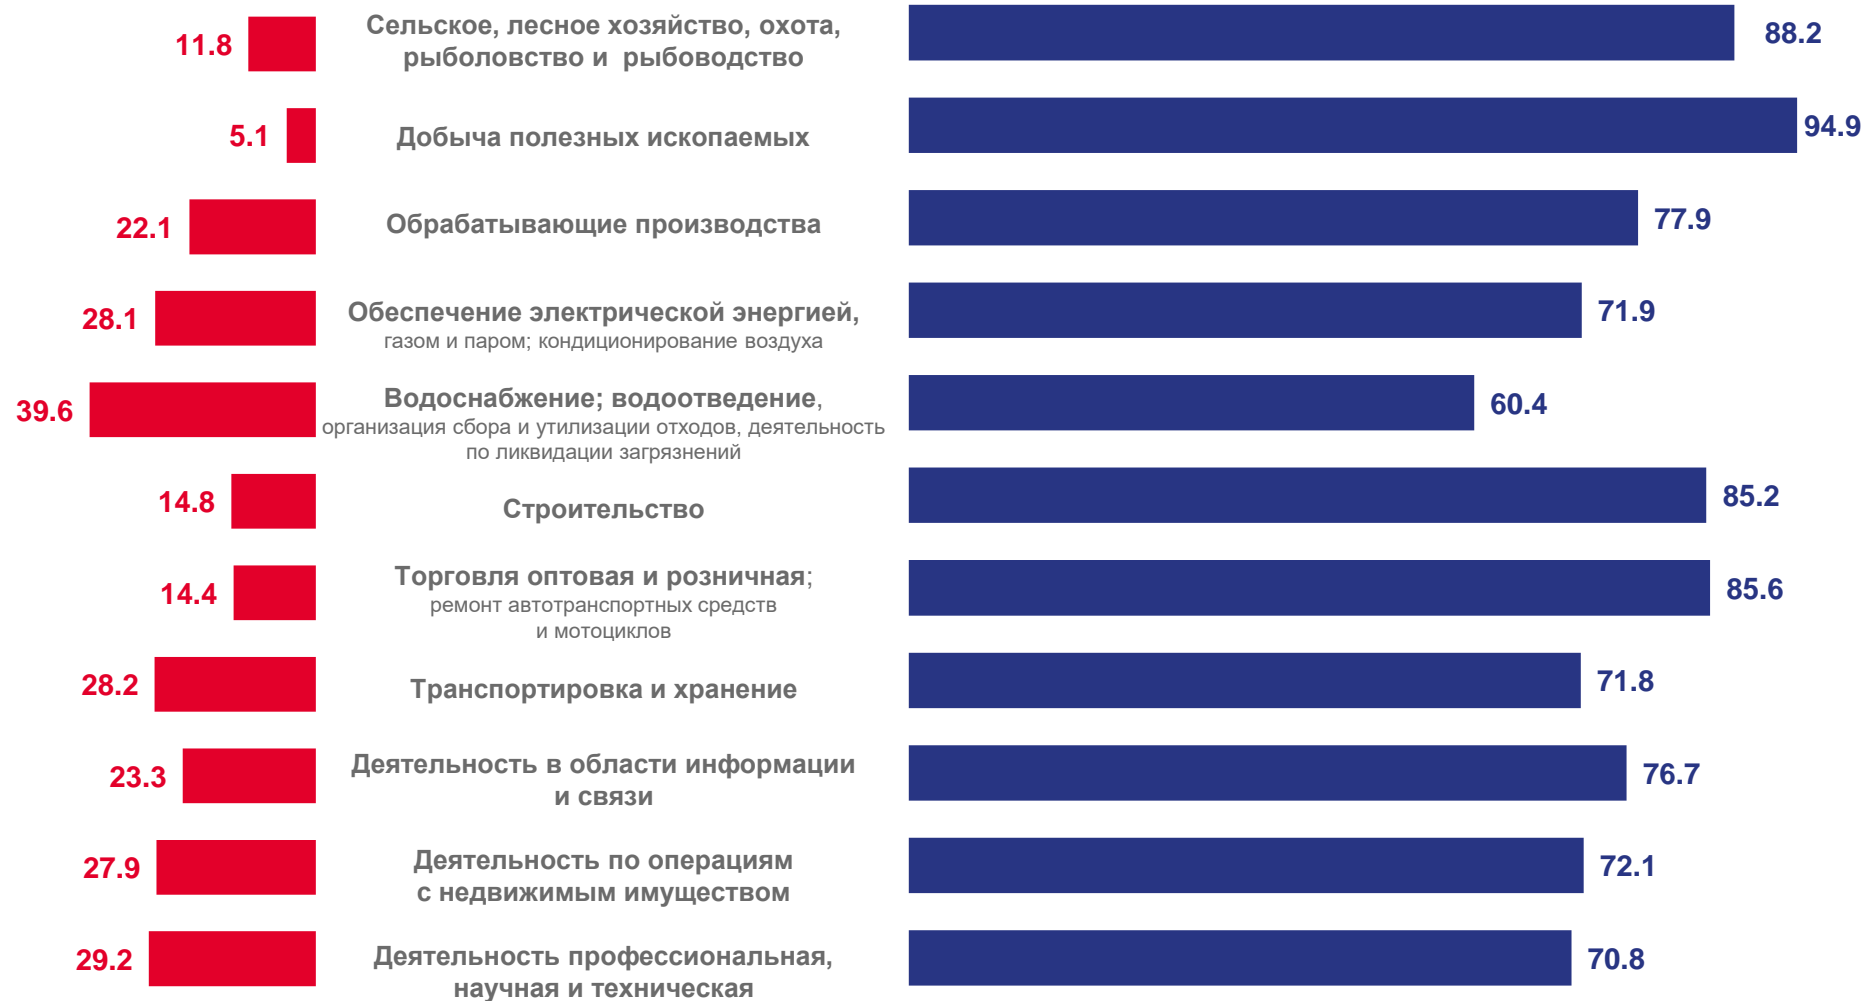 11.8
Сельское, лесное хозяйство, охота,
рыболовство и рыбоводство
88.2
5.1
Добыча полезных ископаемых
94.9
22.1
Обрабатывающие производства
77.9
28.1
Обеспечение электрической энергией,
газом и паром; кондиционирование воздуха
71.9
39.6
Водоснабжение; водоотведение,
организация сбора и утилизации отходов, деятельность
по ликвидации загрязнений
60.4
14.8
Строительство
85.2
14.4
Торговля оптовая и розничная;
ремонт автотранспортных средств
и мотоциклов
85.6
28.2
Транспортировка и хранение
71.8
23.3
Деятельность в области информации
и связи
76.7
27.9
Деятельность по операциям
с недвижимым имуществом
72.1
29.2
Деятельность профессиональная,
научная и техническая
70.8